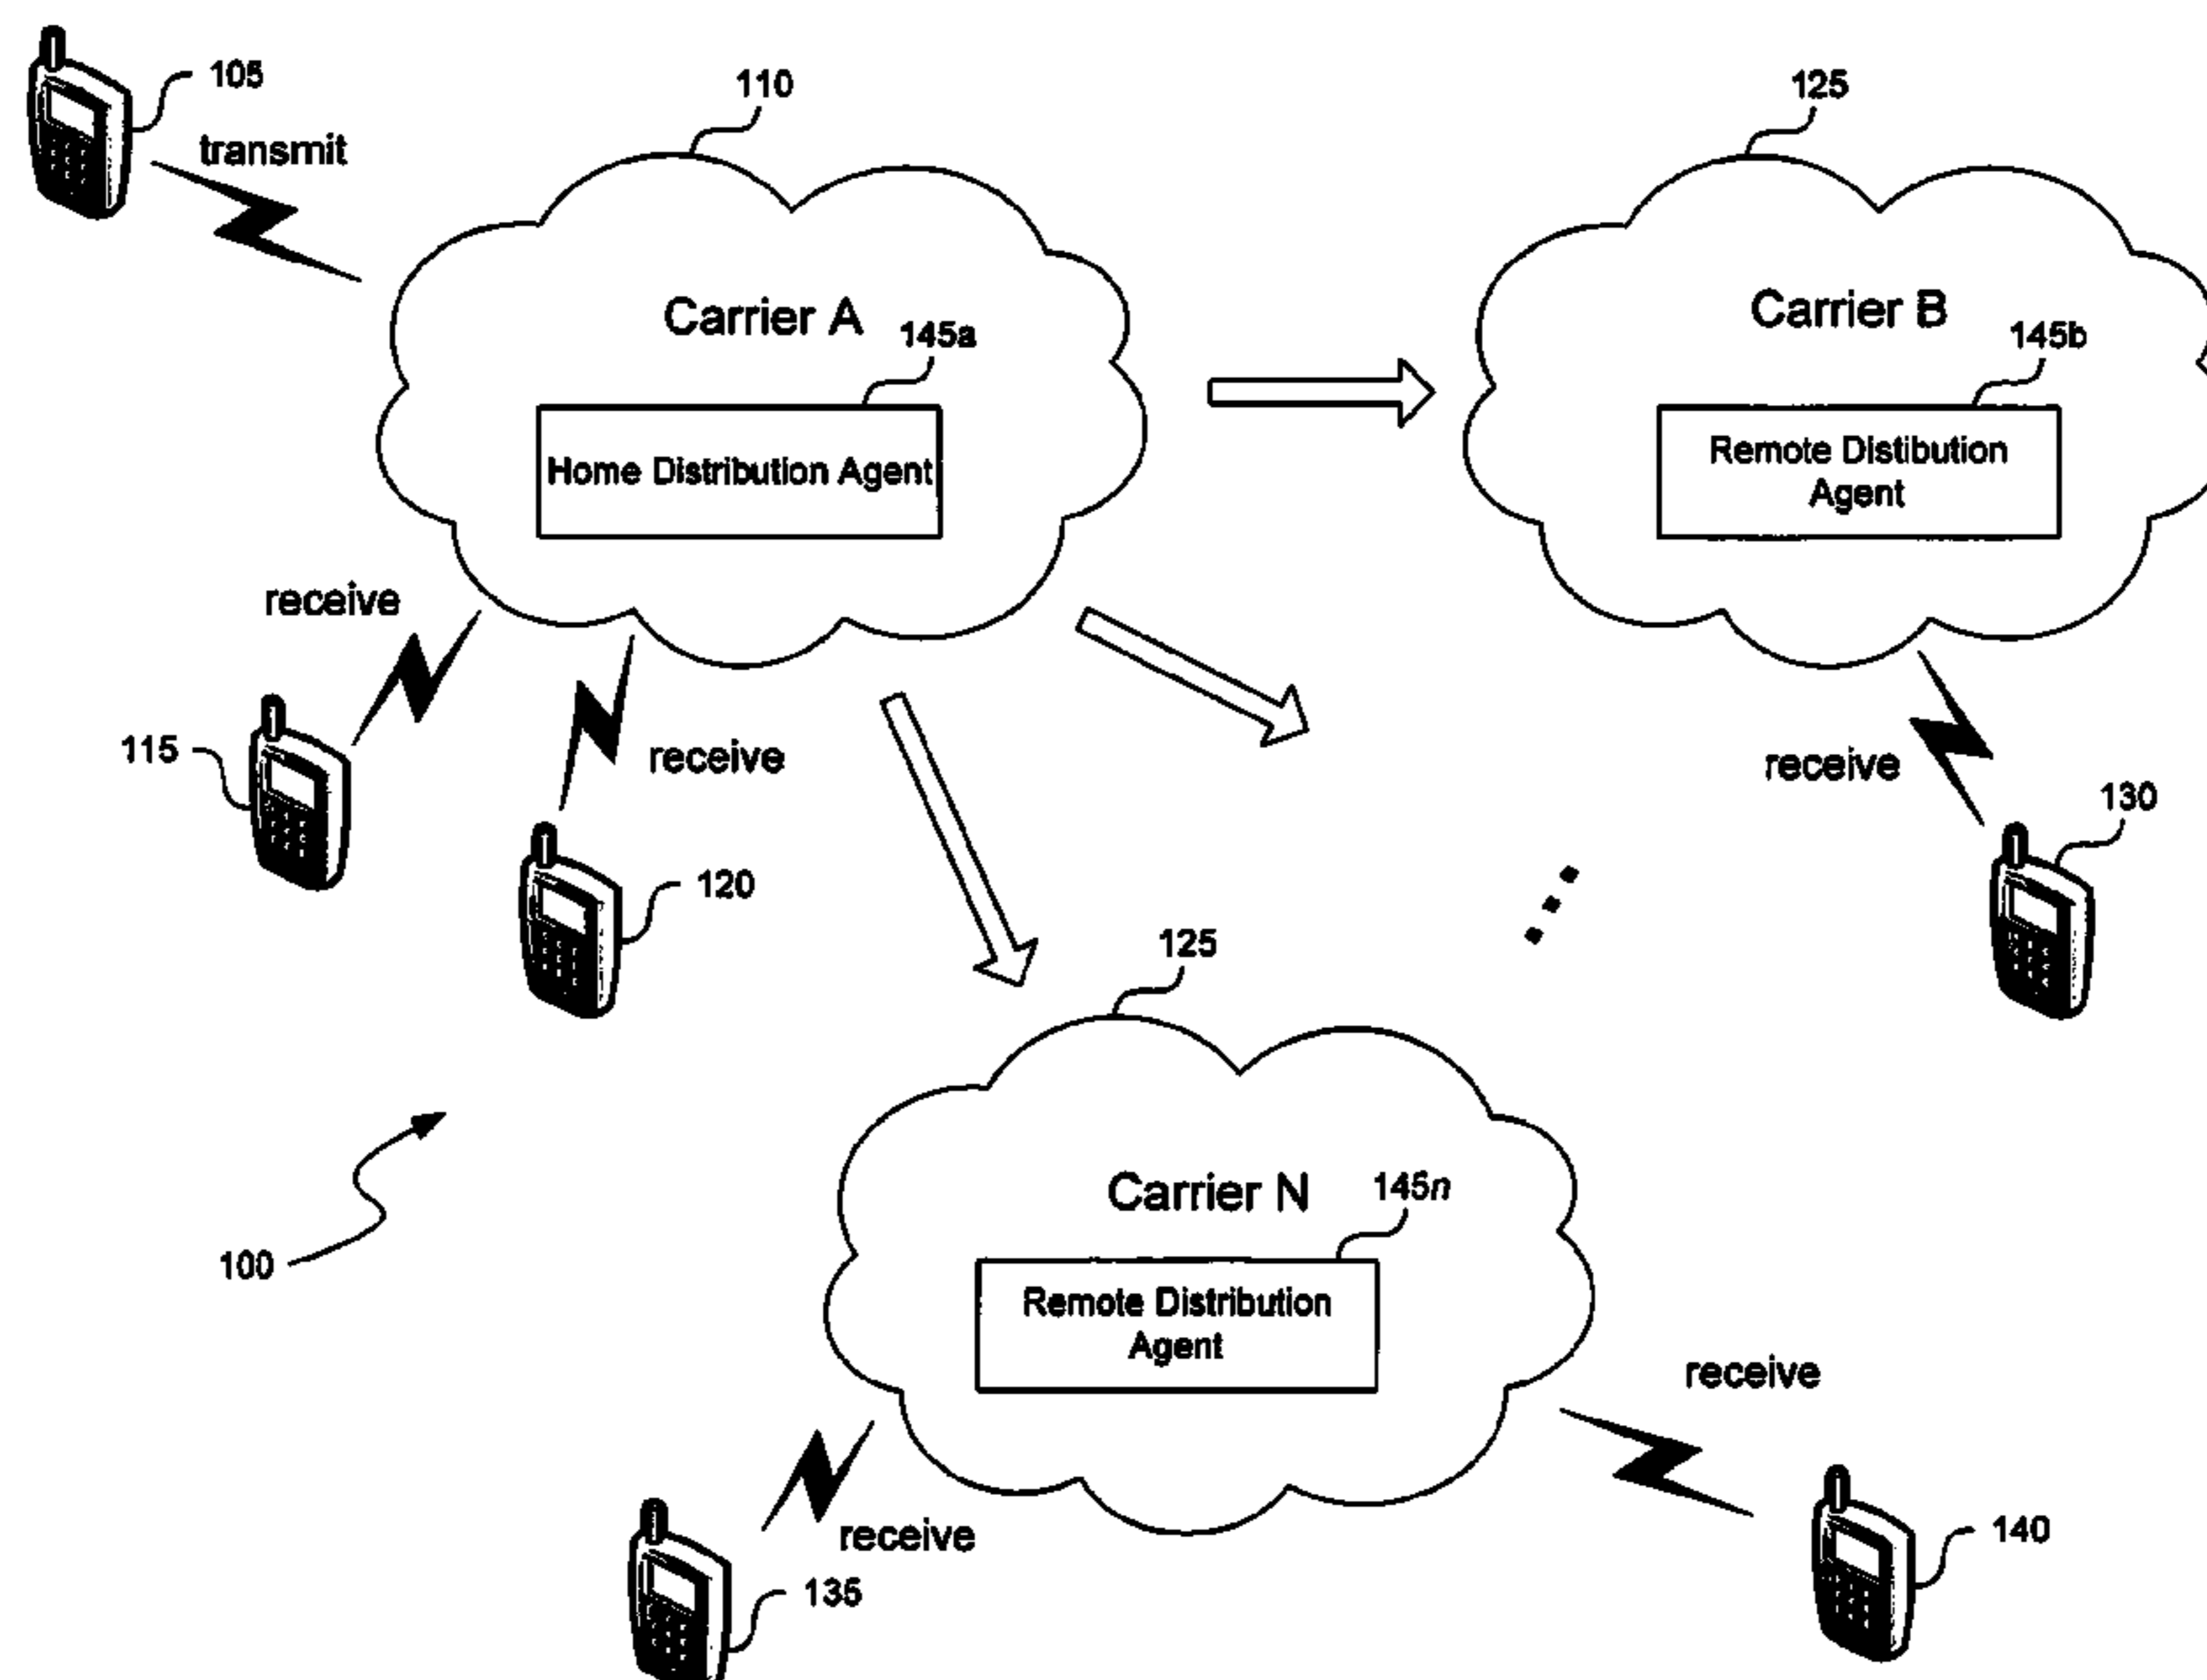 105
transmit
110
125
Carrier A
145a
Home Distribution Agent
Carrier B
145b
Remote Distibution
Agent
receive
115
receive
120
receive
130
125
100
Carrier N
145n
Remote Distribution
Agent
receive
receive
135
140